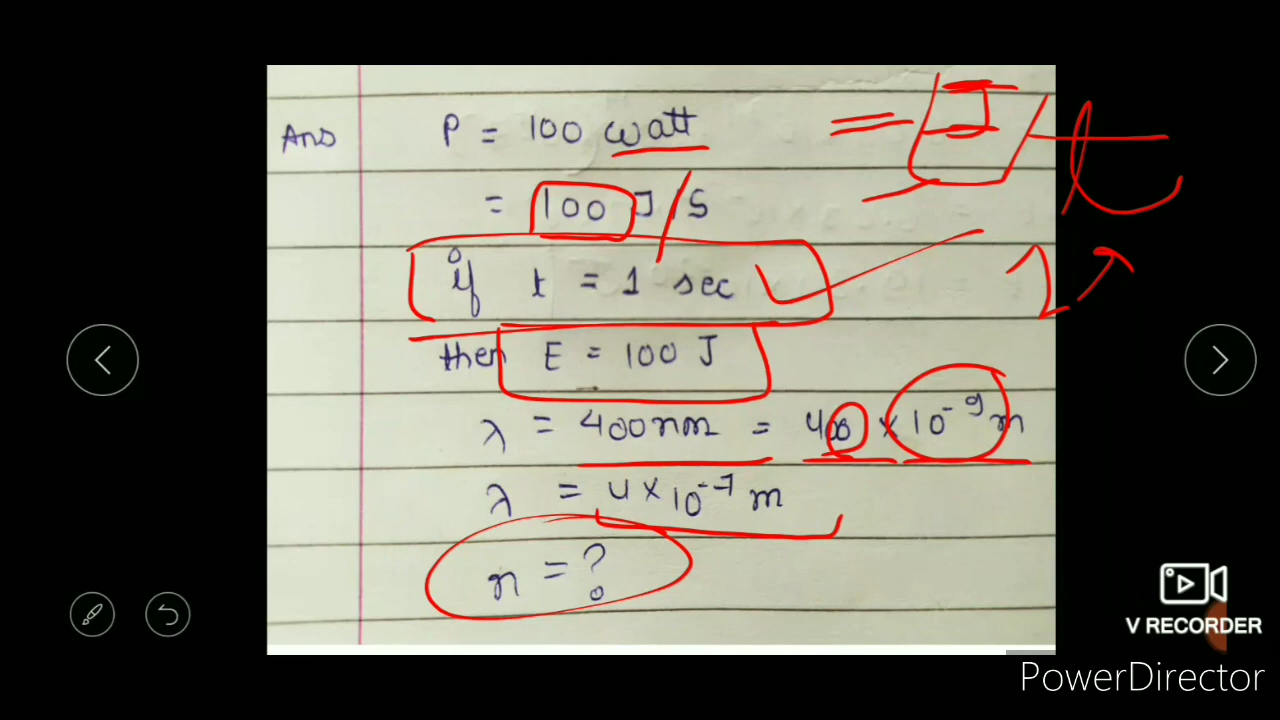 Ans P = 100 watt = J/t
= 100 J/S
if t = 1 sec
then E = 100 J
λ = 400nm = 400 × 10⁻⁹ m
λ = 4 × 10⁻⁷ m
n = ?
V RECORDER
PowerDirector